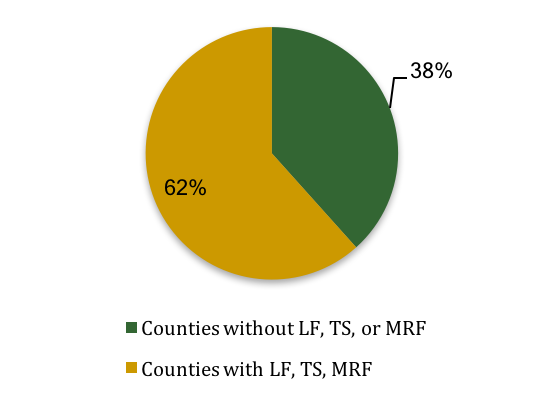 38%
62%
Counties without LF, TS, or MRF
Counties with LF, TS, MRF